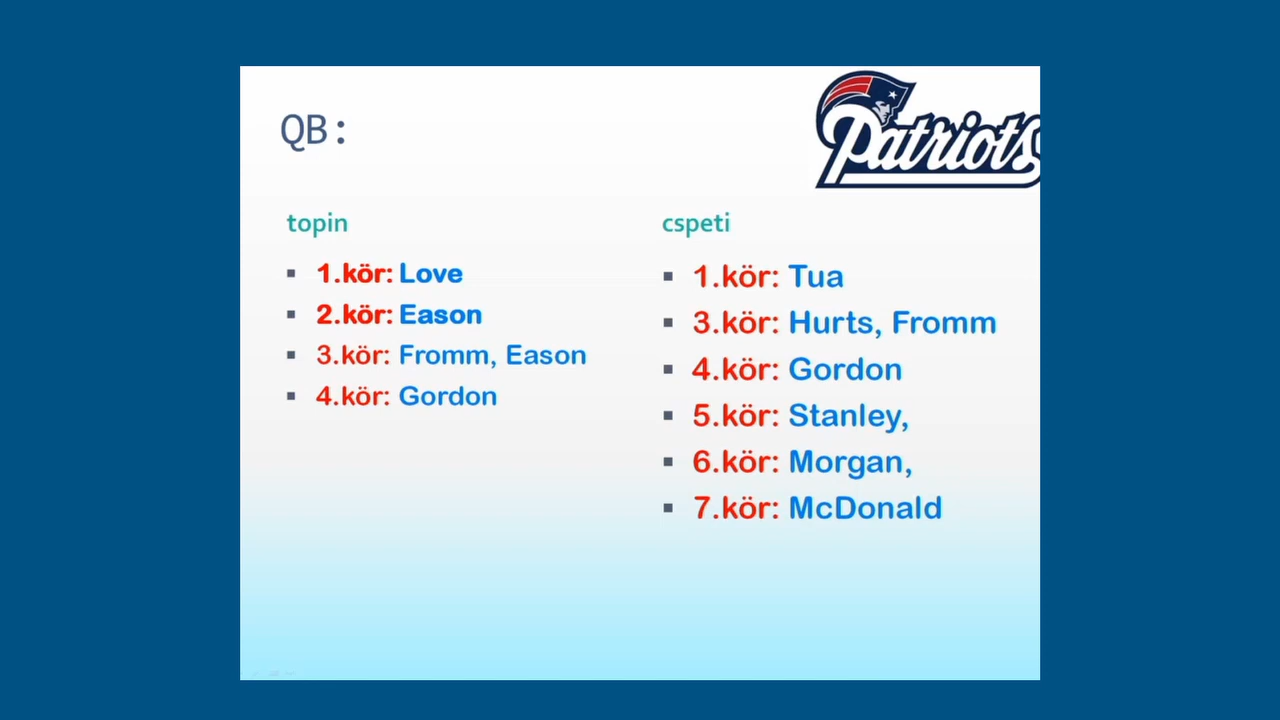 QB:
Patriots
topin
1.kör: Love
2.kör: Eason
3.kör: Fromm, Eason
4.kör: Gordon
cspeti
1.kör: Tua
3.kör: Hurts, Fromm
4.kör: Gordon
5.kör: Stanley,
6.kör: Morgan,
7.kör: McDonald